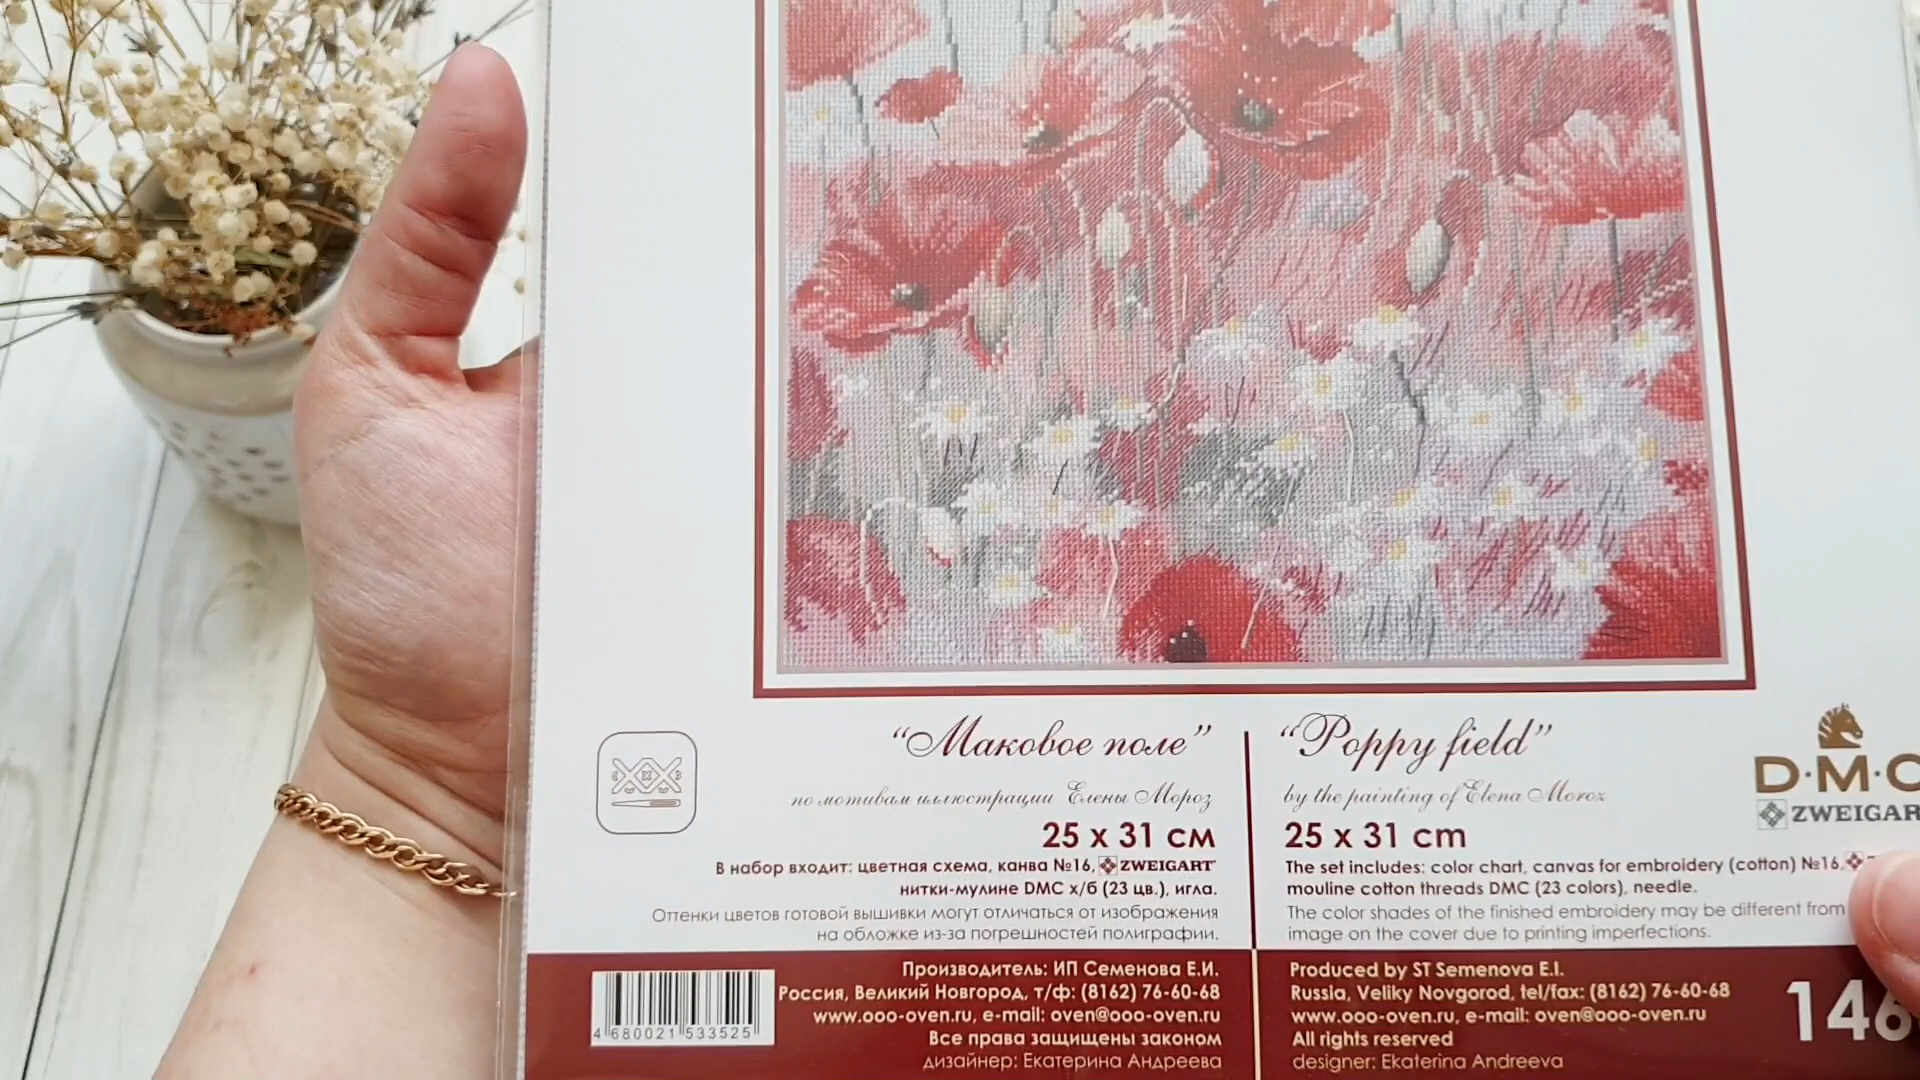 “Маковое поле”
по мотивам иллюстрации Елены Мороз
25 х 31 см
В набор входит: цветная схема, канва №16, ZWEIGART
нитки-мулине DMC х/б (23 цв.), игла.
Оттенки цветов готовой вышивки могут отличаться от изображения
на обложке из-за погрешностей полиграфии.
“Poppy field”
by the painting of Elena Moroz
25 x 31 cm
The set includes: color chart, canvas for embroidery (cotton) №16,
mouline cotton threads DMC (23 colors), needle.
The color shades of the finished embroidery may be different from
image on the cover due to printing imperfections.
D·M·C
ZWEIGAR
4 680021 533525
Производитель: ИП Семенова Е.И.
Россия, Великий Новгород, т/ф: (8162) 76-60-68
www.ooo-oven.ru, e-mail: oven@ooo-oven.ru
Все права защищены законом
дизайнер: Екатерина Андреева
Produced by ST Semenova E.I.
Russia, Veliky Novgorod, tel/fax: (8162) 76-60-68
www.ooo-oven.ru, e-mail: oven@ooo-oven.ru
All rights reserved
designer: Ekaterina Andreeva
146